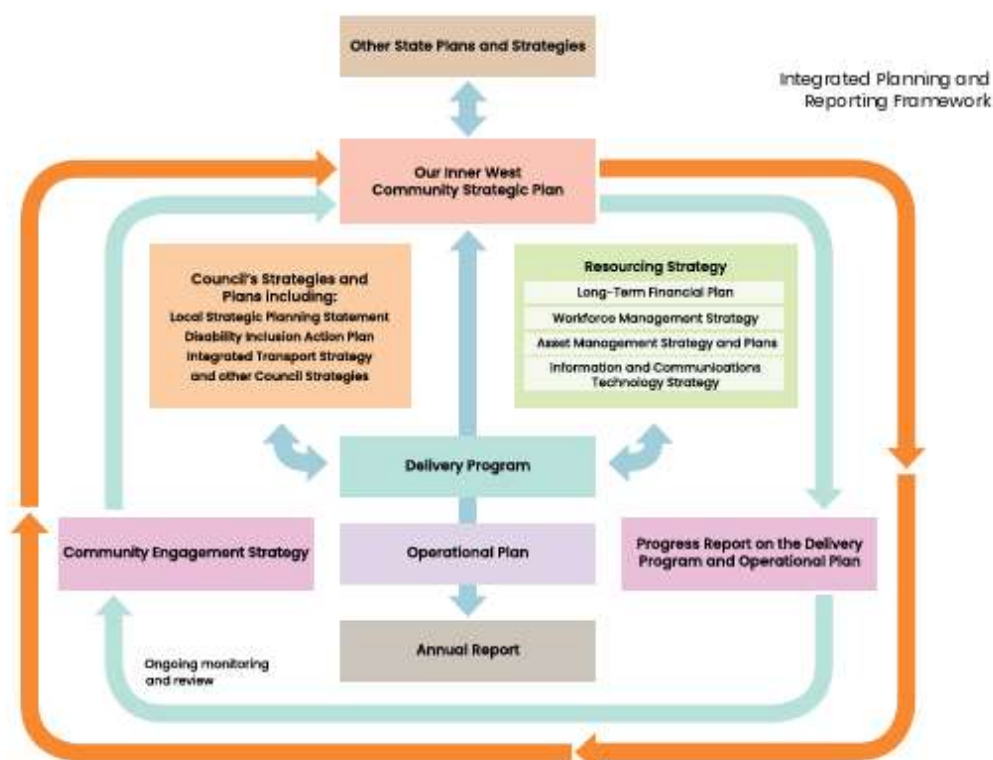 Other State Plans and Strategies
Integrated Planning and
Reporting Framework
Our Inner West
Community Strategic Plan
Council's Strategies and
Plans including:
Local Strategic Planning Statement
Disability Inclusion Action Plan
Integrated Transport Strategy
and other Council Strategies
Resourcing Strategy
Long-Term Financial Plan
Workforce Management Strategy
Asset Management Strategy and Plans
Information and Communications
Technology Strategy
Delivery Program
Community Engagement Strategy
Operational Plan
Progress Report on the Delivery
Program and Operational Plan
Annual Report
Ongoing monitoring
and review